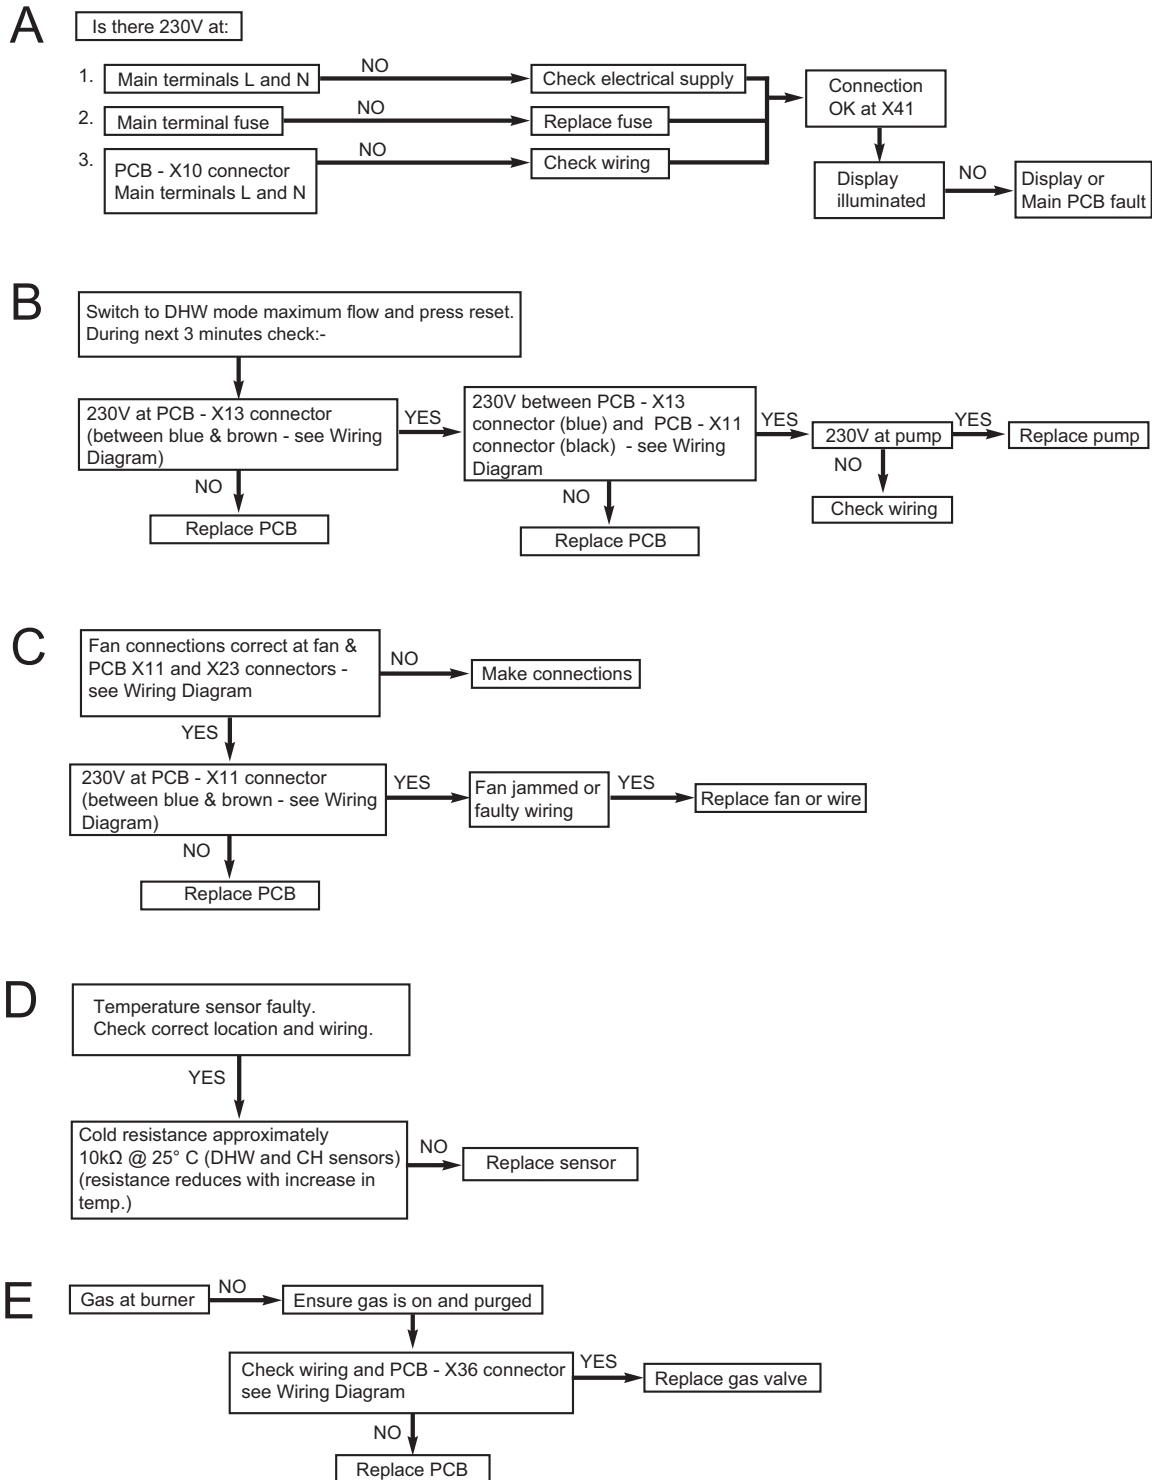 A
Is there 230V at:
1.
Main terminals L and N
NO
Check electrical supply
2.
Main terminal fuse
NO
Replace fuse
3.
PCB - X10 connector
Main terminals L and N
NO
Check wiring
Connection
OK at X41
Display
illuminated
NO
Display or
Main PCB fault
B
Switch to DHW mode maximum flow and press reset.
During next 3 minutes check:-
230V at PCB - X13 connector
(between blue & brown - see Wiring
Diagram)
YES
NO
Replace PCB
230V between PCB - X13
connector (blue) and PCB - X11
connector (black) - see Wiring
Diagram
YES
NO
Replace PCB
230V at pump
YES
Replace pump
NO
Check wiring
C
Fan connections correct at fan &
PCB X11 and X23 connectors -
see Wiring Diagram
NO
Make connections
YES
230V at PCB - X11 connector
(between blue & brown - see Wiring
Diagram)
YES
Fan jammed or
faulty wiring
YES
Replace fan or wire
NO
Replace PCB
D
Temperature sensor faulty.
Check correct location and wiring.
YES
Cold resistance approximately
10kΩ @ 25° C (DHW and CH sensors)
(resistance reduces with increase in
temp.)
NO
Replace sensor
E
Gas at burner
NO
Ensure gas is on and purged
Check wiring and PCB - X36 connector
see Wiring Diagram
YES
Replace gas valve
NO
Replace PCB